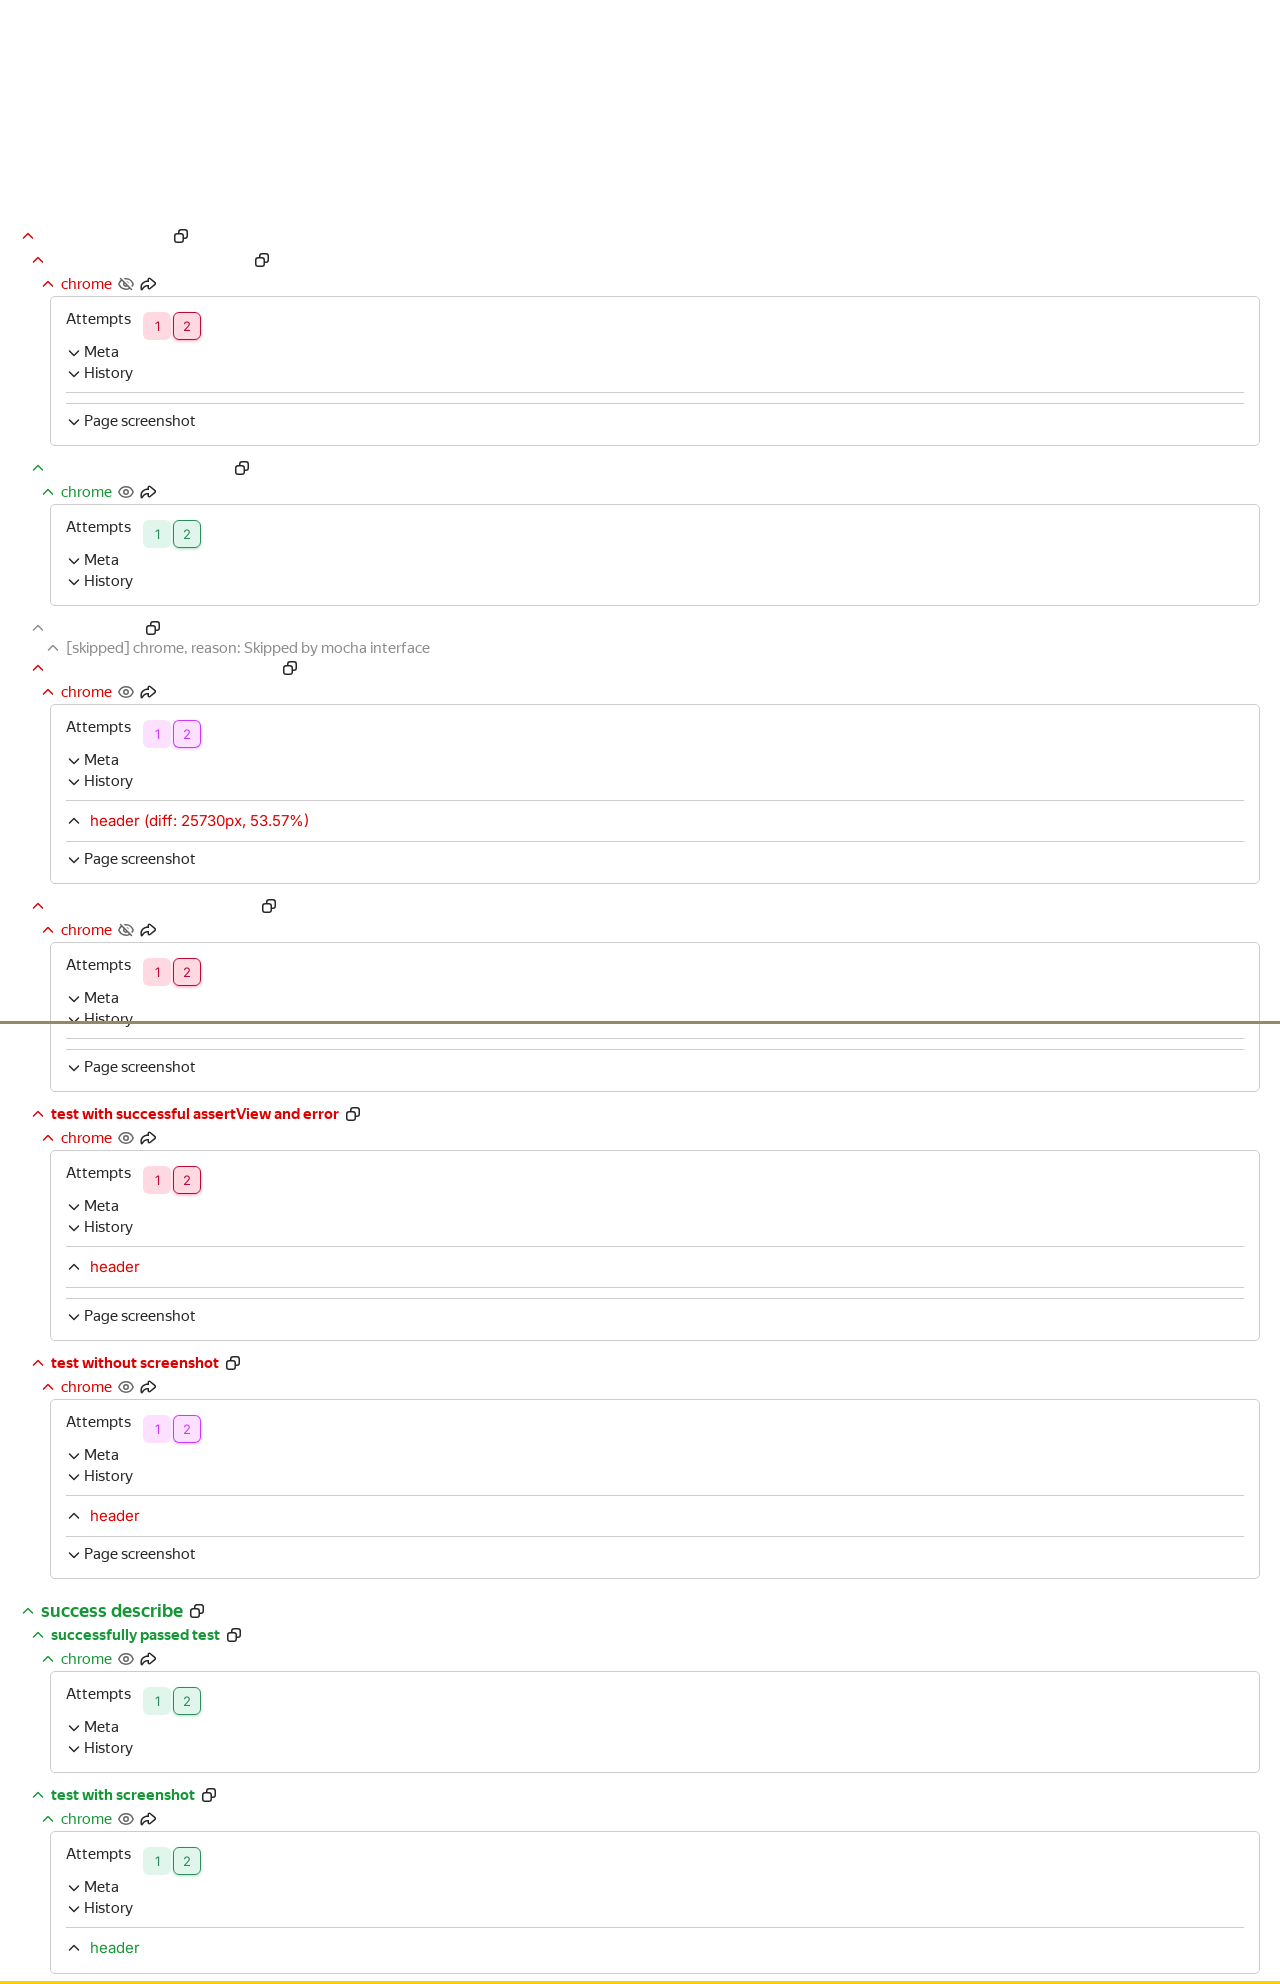 chrome
Attempts 1 2
Meta
History
Page screenshot
chrome
Attempts 1 2
Meta
History
[skipped] chrome, reason: Skipped by mocha interface
chrome
Attempts 1 2
Meta
History
header (diff: 25730px, 53.57%)
Page screenshot
chrome
Attempts 1 2
Meta
History
Page screenshot
test with successful assertView and error
chrome
Attempts 1 2
Meta
History
header
Page screenshot
test without screenshot
chrome
Attempts 1 2
Meta
History
header
Page screenshot
success describe
successfully passed test
chrome
Attempts 1 2
Meta
History
test with screenshot
chrome
Attempts 1 2
Meta
History
header